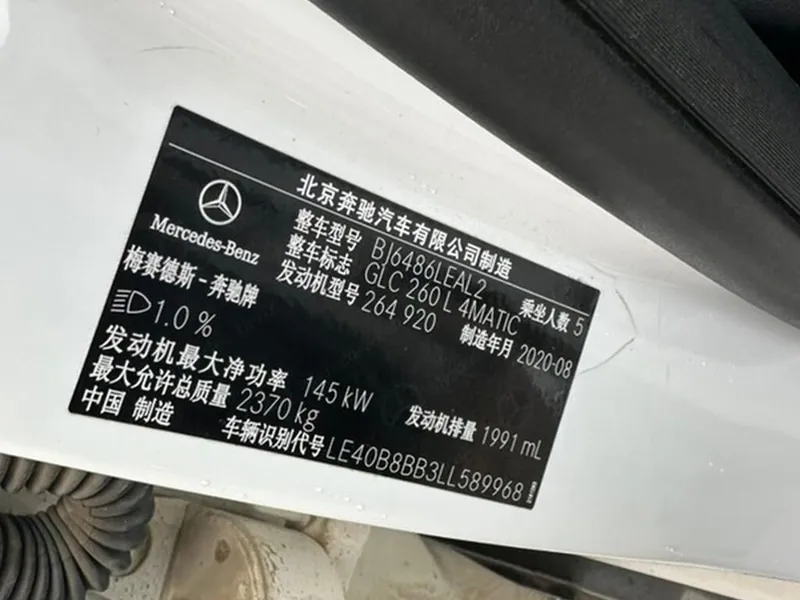 北京奔驰汽车有限公司制造
Mercedes-Benz
梅赛德斯-奔驰牌
整车型号 BJ6486LEAL2
整车标志 GLC 260 L 4MATIC 乘坐人数 5
发动机型号 264 920 制造年月 2020-08
1.0 %
发动机最大净功率 145 kW 发动机排量 1991 mL
最大允许总质量 2370 kg
中国 制造 车辆识别代号 LE40B8BB3LL589968